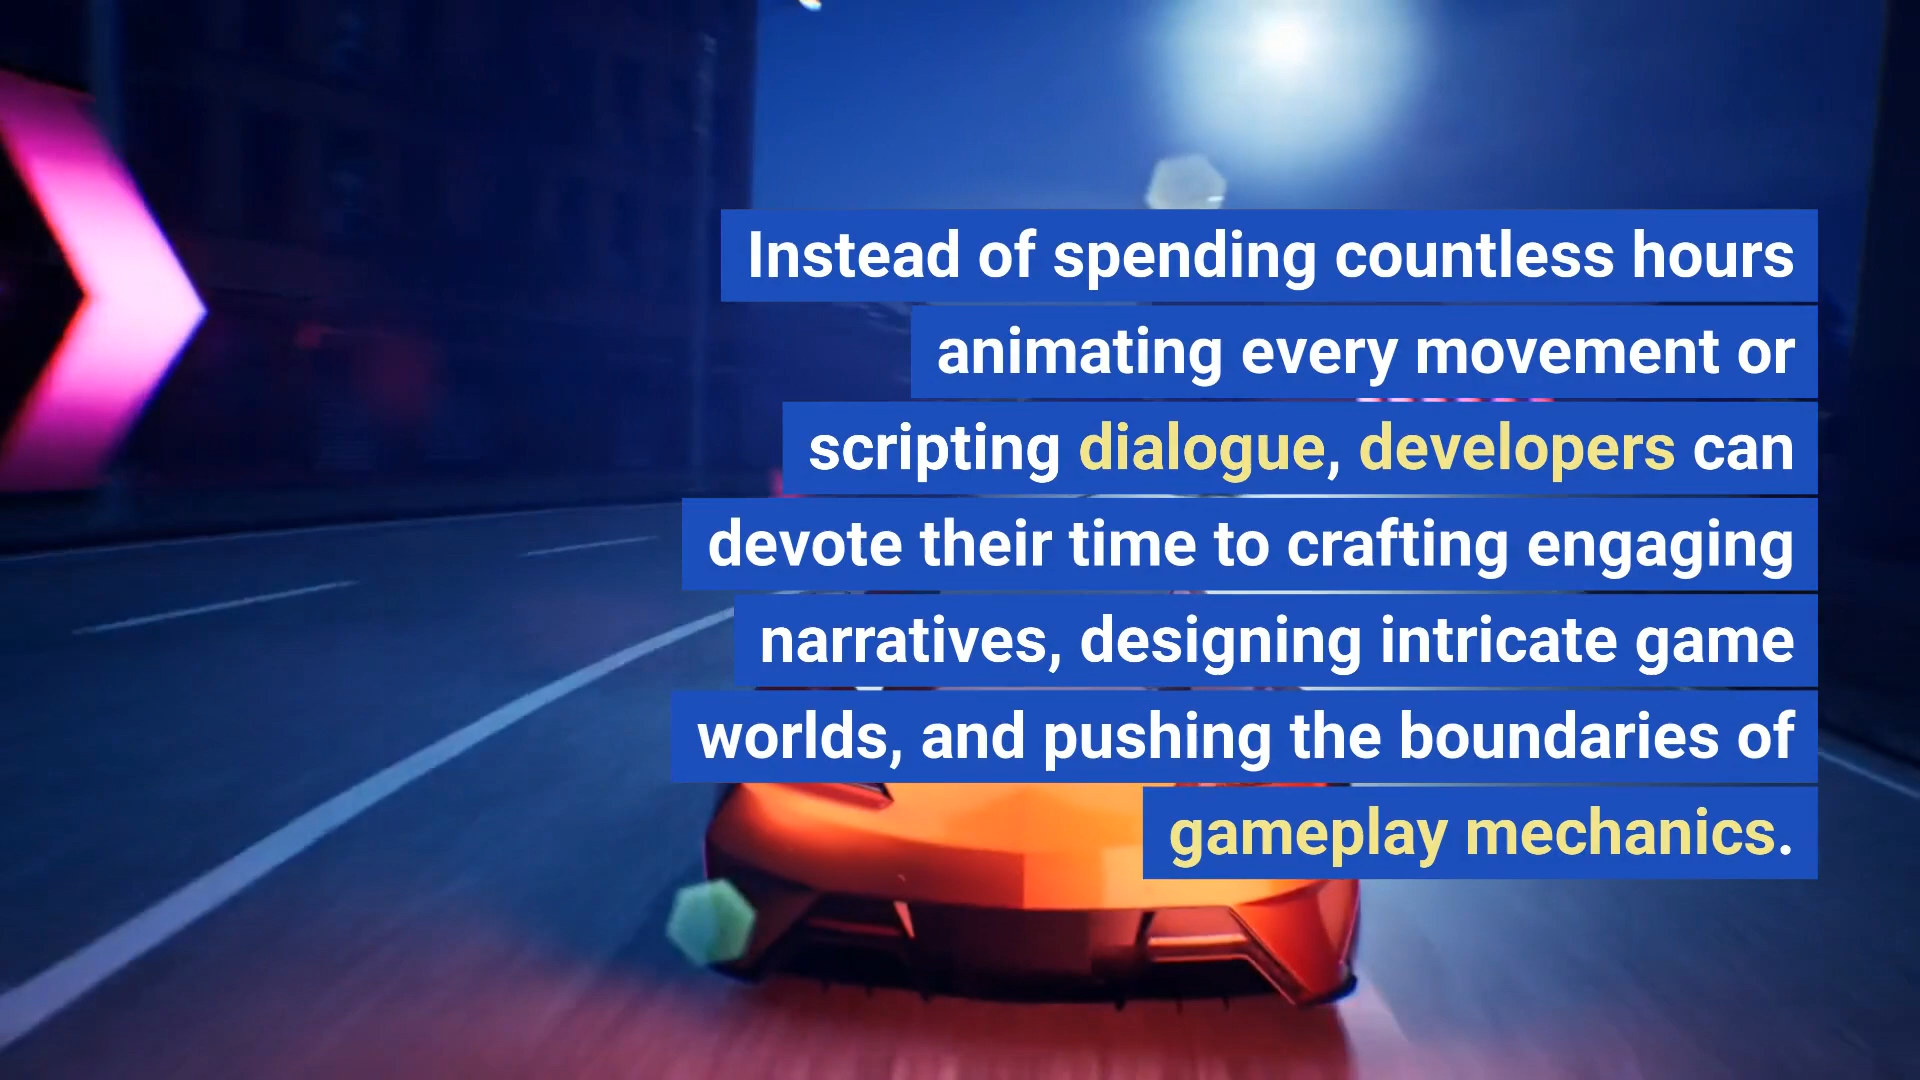 Instead of spending countless hours
animating every movement or
scripting dialogue, developers can
devote their time to crafting engaging
narratives, designing intricate game
worlds, and pushing the boundaries of
gameplay mechanics.